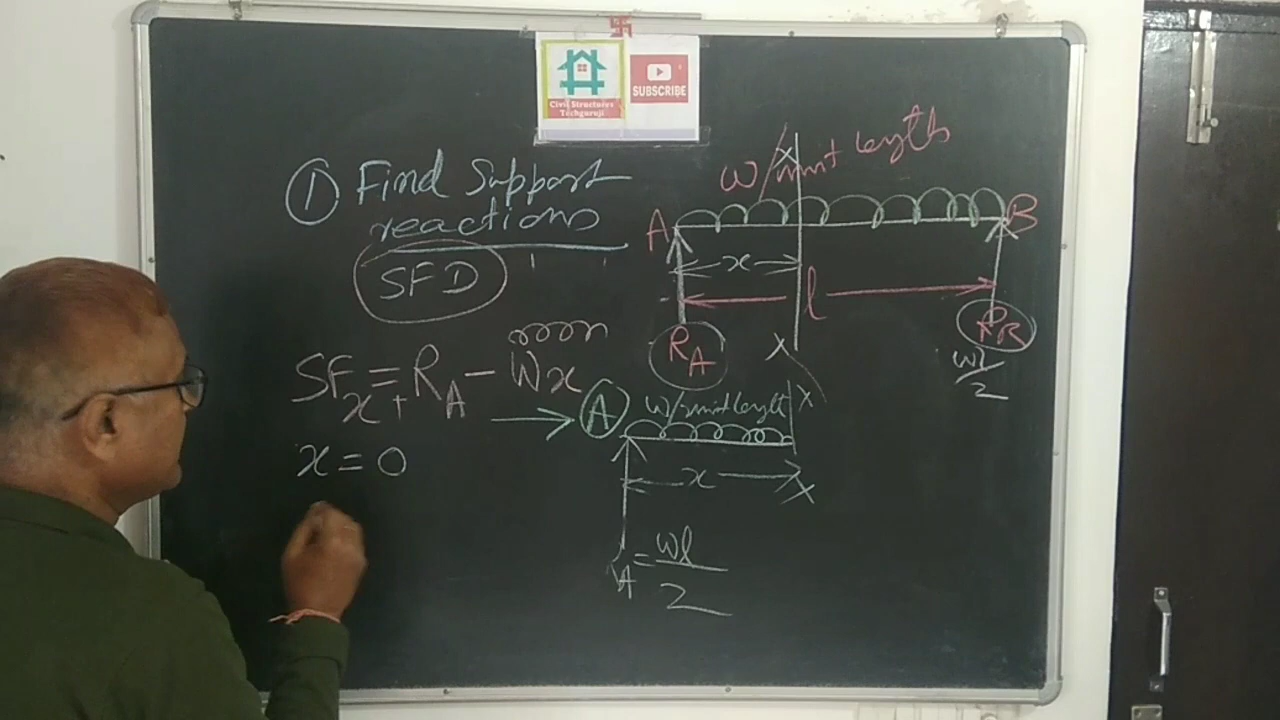 Civil Structures
Techguruji
SUBSCRIBE
① Find Support
reactions
SFD
SFx = + RA - Wx
x = 0
W/unit length
X
A
B
x
l
RA
RB
wl/2
X
A
W/unit length
X
x
X
A = wl/2